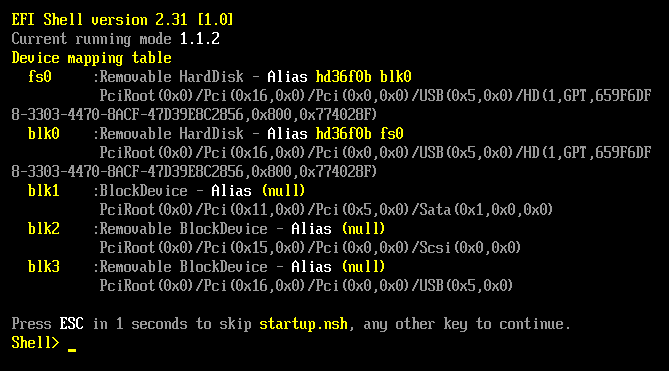 EFI Shell version 2.31 [1.0]
Current running mode 1.1.2
Device mapping table
fs0 :Removable HardDisk - Alias hd36f0b blk0
PciRoot(0x0)/Pci(0x16,0x0)/Pci(0x0,0x0)/USB(0x5,0x0)/HD(1,GPT,659F6DF
8-3303-4470-8ACF-47D39E8C2856,0x800,0x774028F)
blk0 :Removable HardDisk - Alias hd36f0b fs0
PciRoot(0x0)/Pci(0x16,0x0)/Pci(0x0,0x0)/USB(0x5,0x0)/HD(1,GPT,659F6DF
8-3303-4470-8ACF-47D39E8C2856,0x800,0x774028F)
blk1 :BlockDevice - Alias (null)
PciRoot(0x0)/Pci(0x11,0x0)/Pci(0x5,0x0)/Sata(0x1,0x0,0x0)
blk2 :Removable BlockDevice - Alias (null)
PciRoot(0x0)/Pci(0x15,0x0)/Pci(0x0,0x0)/Scsi(0x0,0x0)
blk3 :Removable BlockDevice - Alias (null)
PciRoot(0x0)/Pci(0x16,0x0)/Pci(0x0,0x0)/USB(0x5,0x0)
Press ESC in 1 seconds to skip startup.nsh, any other key to continue.
Shell> _